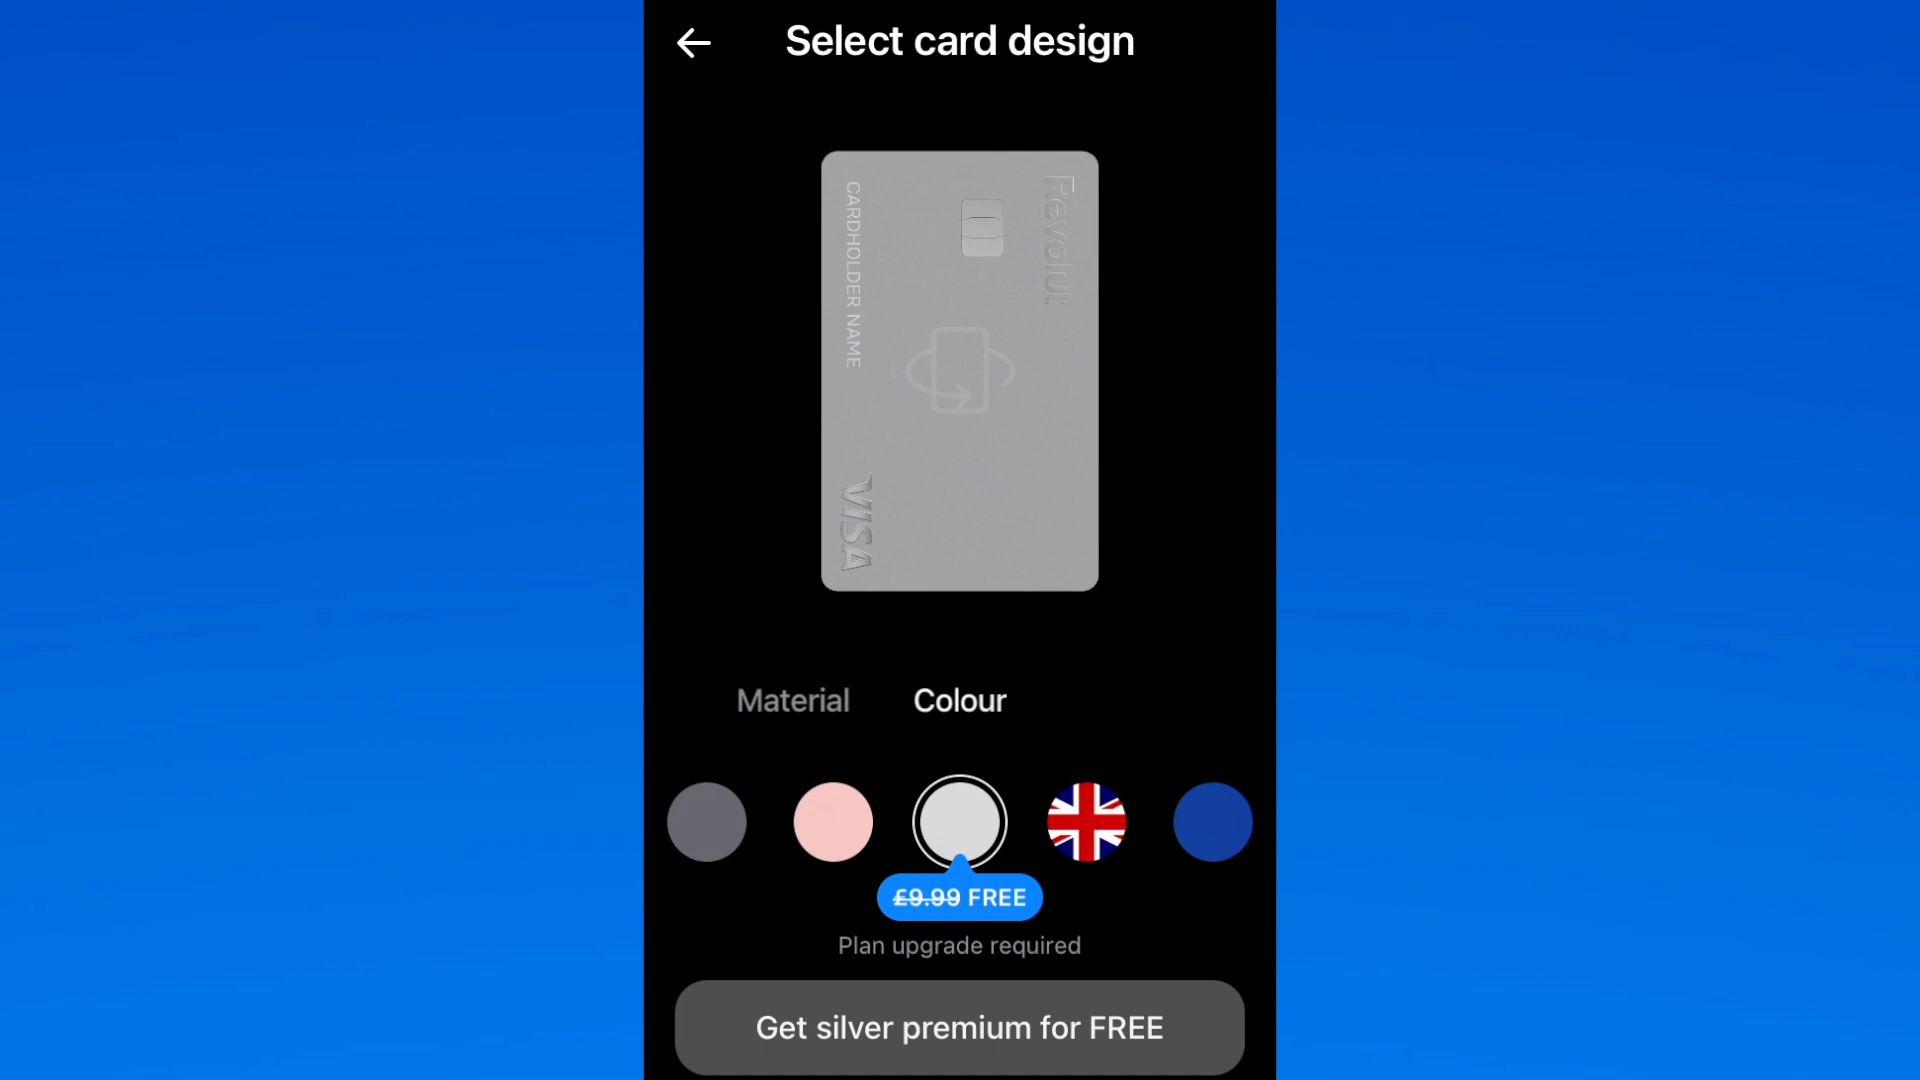 Select card design
Revolut
CARDHOLDER NAME
VISA
Material
Colour
£9.99 FREE
Plan upgrade required
Get silver premium for FREE